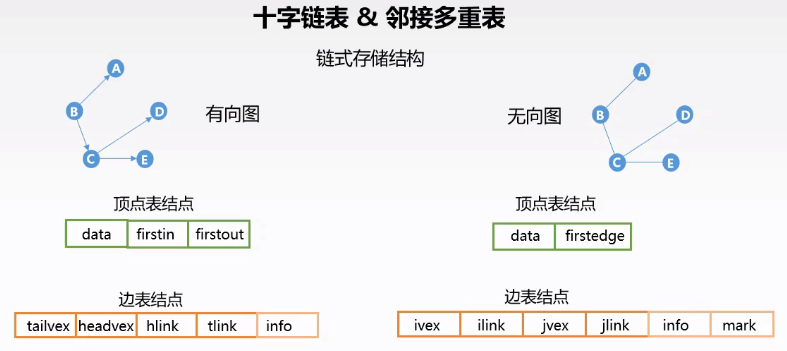 十字链表 & 邻接多重表
链式存储结构
A
B
D
有向图
C
E
A
B
D
无向图
C
E
顶点表结点
data firstin firstout
边表结点
tailvex headvex hlink tlink info
顶点表结点
data firstedge
边表结点
ivex ilink jvex jlink info mark